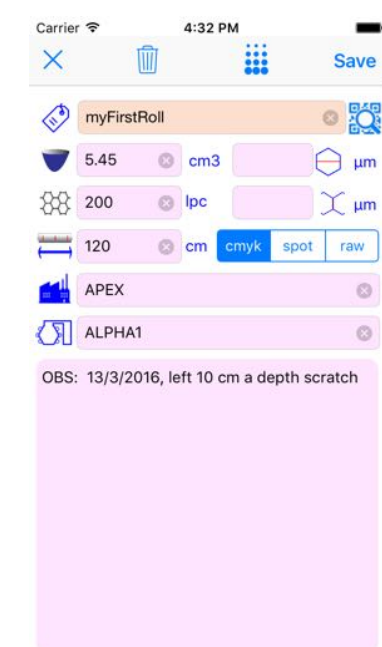 Carrier 4:32 PM
Save
myFirstRoll
5.45 cm3 µm
200 lpc µm
120 cm cmyk spot raw
APEX
ALPHA1
OBS: 13/3/2016, left 10 cm a depth scratch